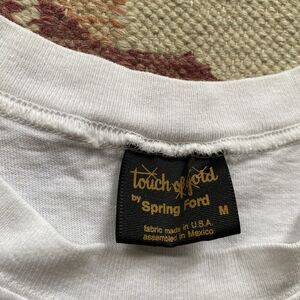 touch of gold
by
Spring Ford
M
fabric made in U.S.A.
assembled in Mexico